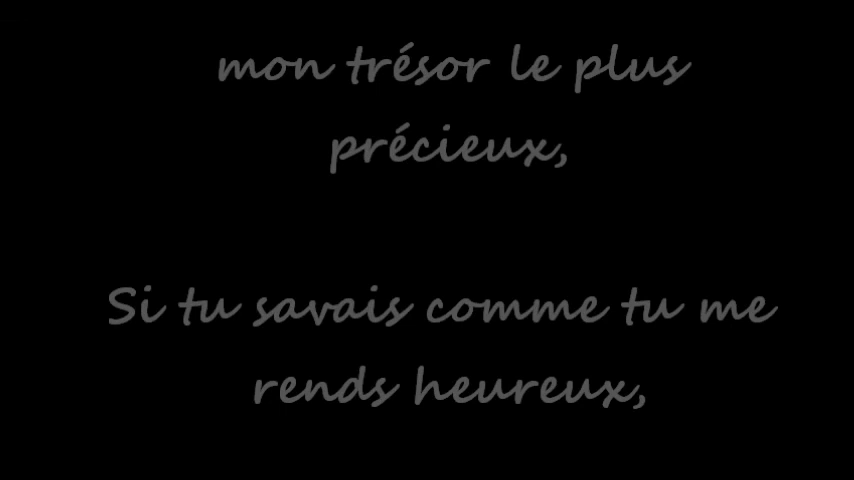 mon trésor le plus
précieux,
Si tu savais comme tu me
rends heureux,